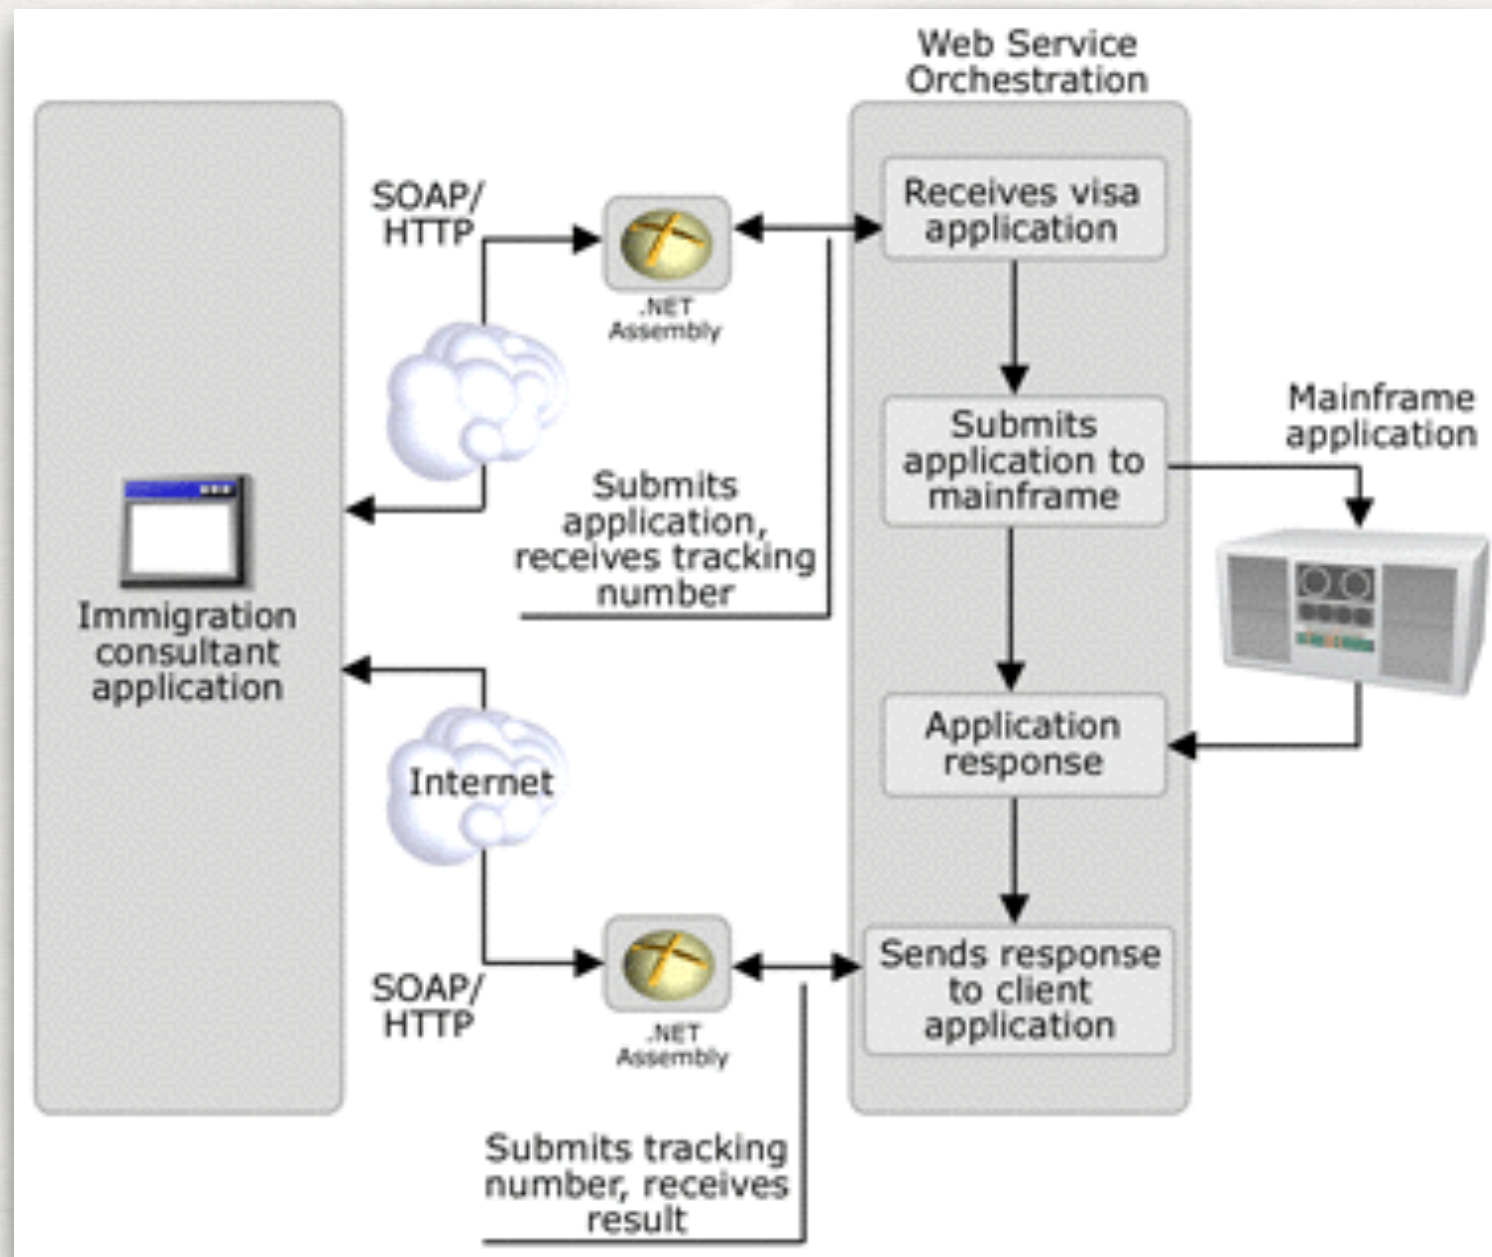 Web Service
Orchestration
SOAP/
HTTP
.NET
Assembly
Receives visa
application
Submits
application,
receives tracking
number
Submits
application to
mainframe
Mainframe
application
Immigration
consultant
application
Internet
Application
response
SOAP/
HTTP
.NET
Assembly
Sends response
to client
application
Submits tracking
number, receives
result